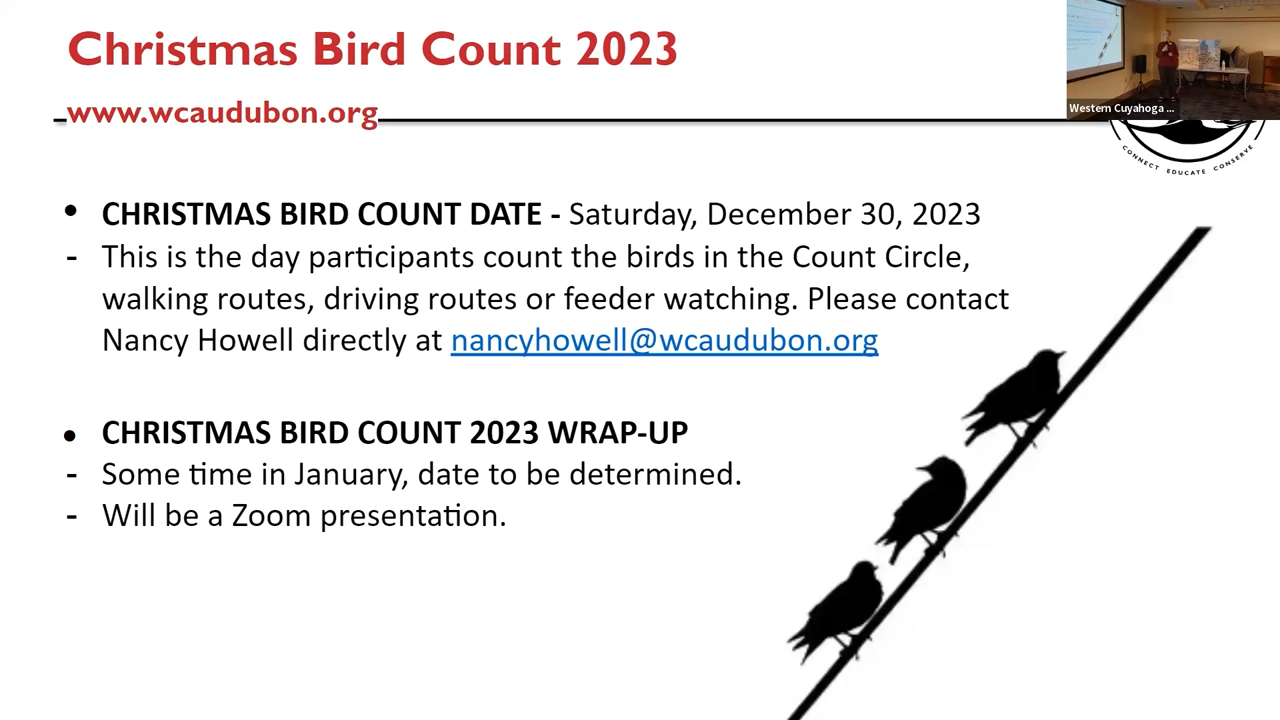 Christmas Bird Count 2023
www.wcaudubon.org
Western Cuyahoga ...
CONNECT EDUCATE CONSERVE
• CHRISTMAS BIRD COUNT DATE - Saturday, December 30, 2023
- This is the day participants count the birds in the Count Circle,
walking routes, driving routes or feeder watching. Please contact
Nancy Howell directly at nancyhowell@wcaudubon.org
• CHRISTMAS BIRD COUNT 2023 WRAP-UP
- Some time in January, date to be determined.
- Will be a Zoom presentation.